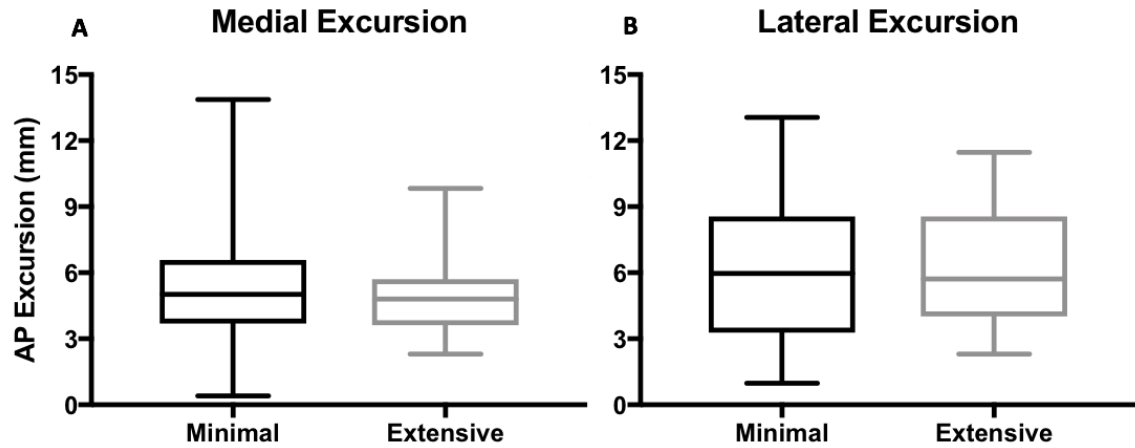 A Medial Excursion
AP Excursion (mm)
15
12
9
6
3
0
Minimal Extensive
B Lateral Excursion
15
12
9
6
3
0
Minimal Extensive